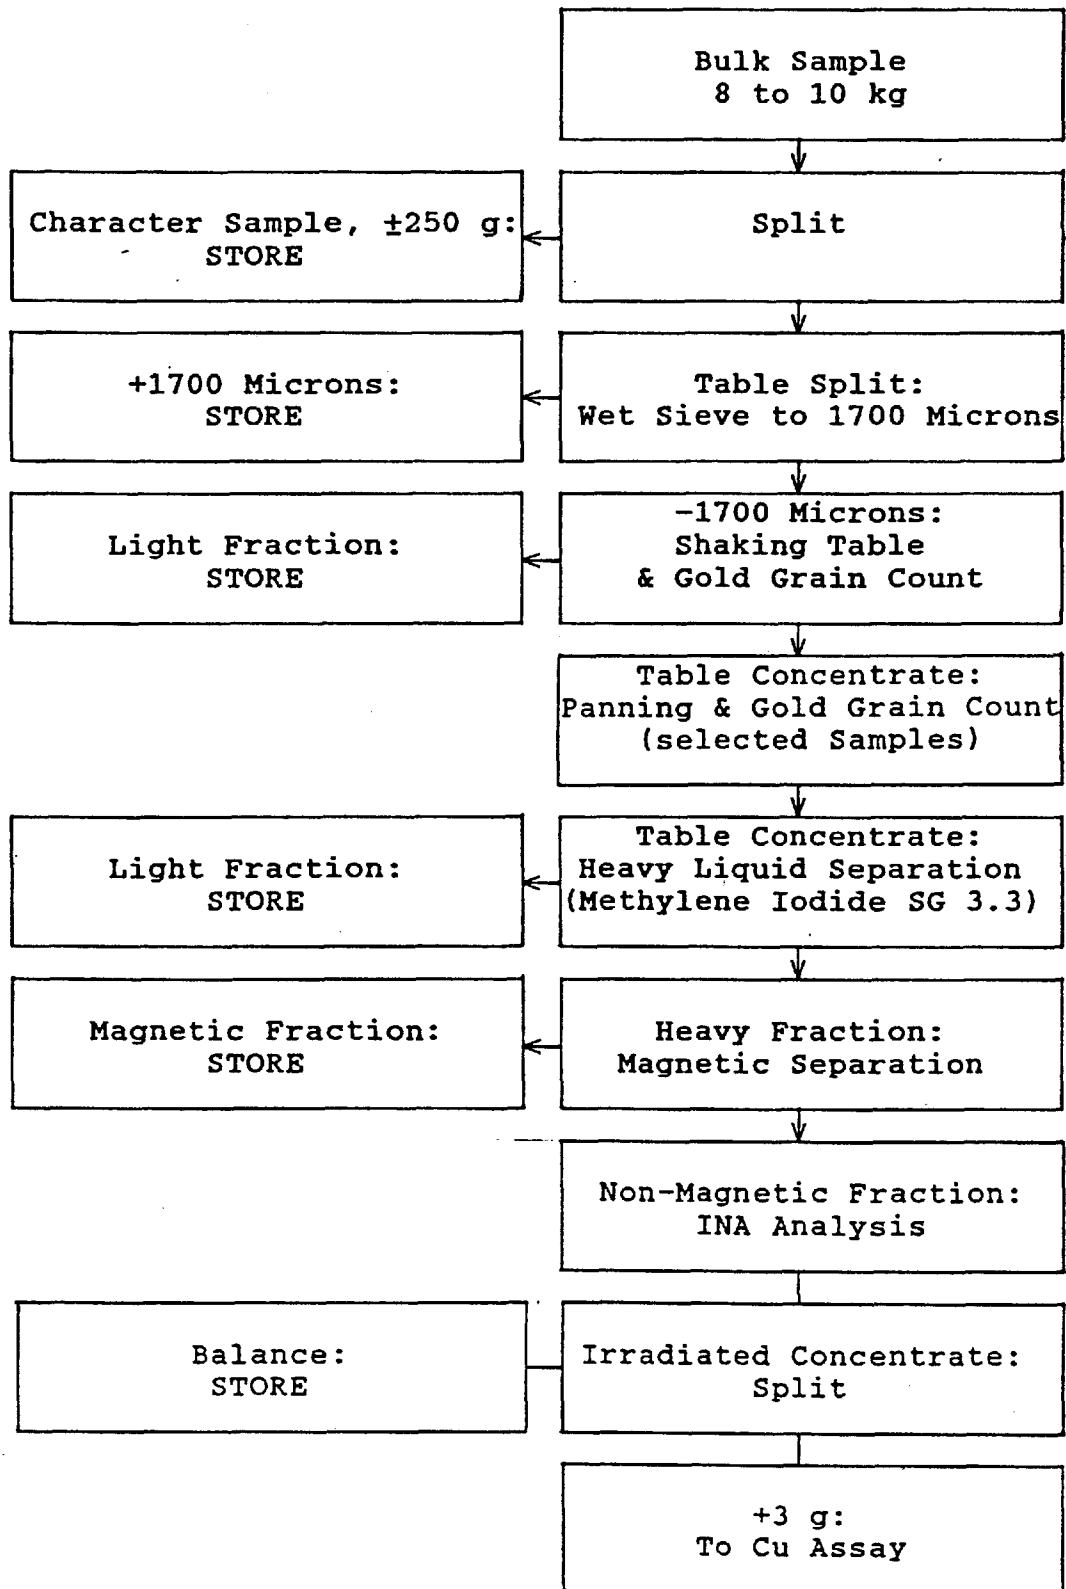 Bulk Sample
8 to 10 kg
Character Sample, ±250 g:
STORE
Split
+1700 Microns:
STORE
Table Split:
Wet Sieve to 1700 Microns
Light Fraction:
STORE
-1700 Microns:
Shaking Table
& Gold Grain Count
Table Concentrate:
Panning & Gold Grain Count
(selected Samples)
Light Fraction:
STORE
Table Concentrate:
Heavy Liquid Separation
(Methylene Iodide SG 3.3)
Magnetic Fraction:
STORE
Heavy Fraction:
Magnetic Separation
Non-Magnetic Fraction:
INA Analysis
Balance:
STORE
Irradiated Concentrate:
Split
+3 g:
To Cu Assay